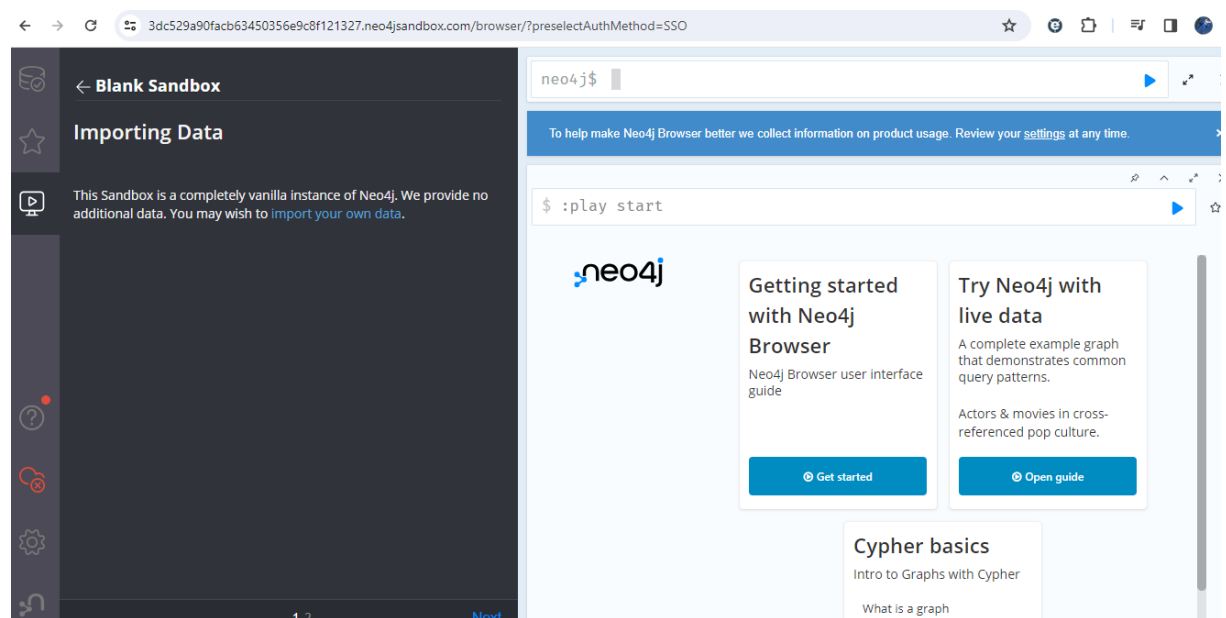 3dc529a90facb63450356e9c8f121327.neo4jsandbox.com/browser/?preselectAuthMethod=SSO
Blank Sandbox
Importing Data
This Sandbox is a completely vanilla instance of Neo4j. We provide no
additional data. You may wish to import your own data.
1 2
Next
neo4j$
To help make Neo4j Browser better we collect information on product usage. Review your settings at any time.
$ :play start
neo4j
Getting started
with Neo4j
Browser
Neo4j Browser user interface
guide
Get started
Try Neo4j with
live data
A complete example graph
that demonstrates common
query patterns.
Actors & movies in cross-
referenced pop culture.
Open guide
Cypher basics
Intro to Graphs with Cypher
What is a graph